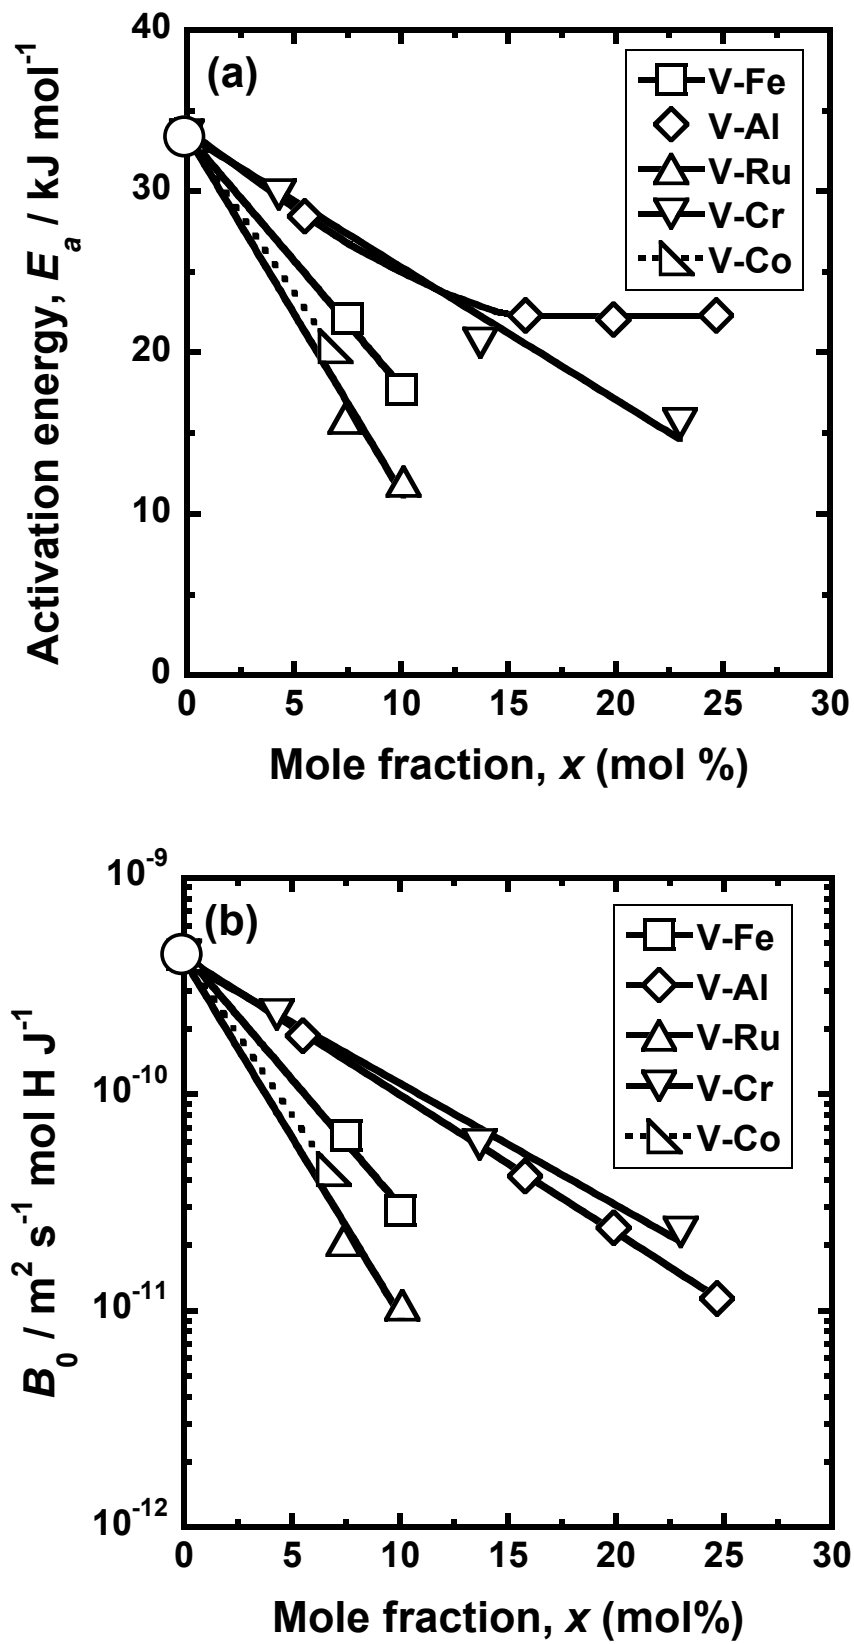 40
30
20
10
0
Activation energy, Eₐ / kJ mol⁻¹
(a)
V-Fe
V-Al
V-Ru
V-Cr
V-Co
0 5 10 15 20 25 30
Mole fraction, x (mol %)
10⁻⁹
10⁻¹⁰
10⁻¹¹
10⁻¹²
B₀ / m² s⁻¹ mol H J⁻¹
(b)
V-Fe
V-Al
V-Ru
V-Cr
V-Co
0 5 10 15 20 25 30
Mole fraction, x (mol%)